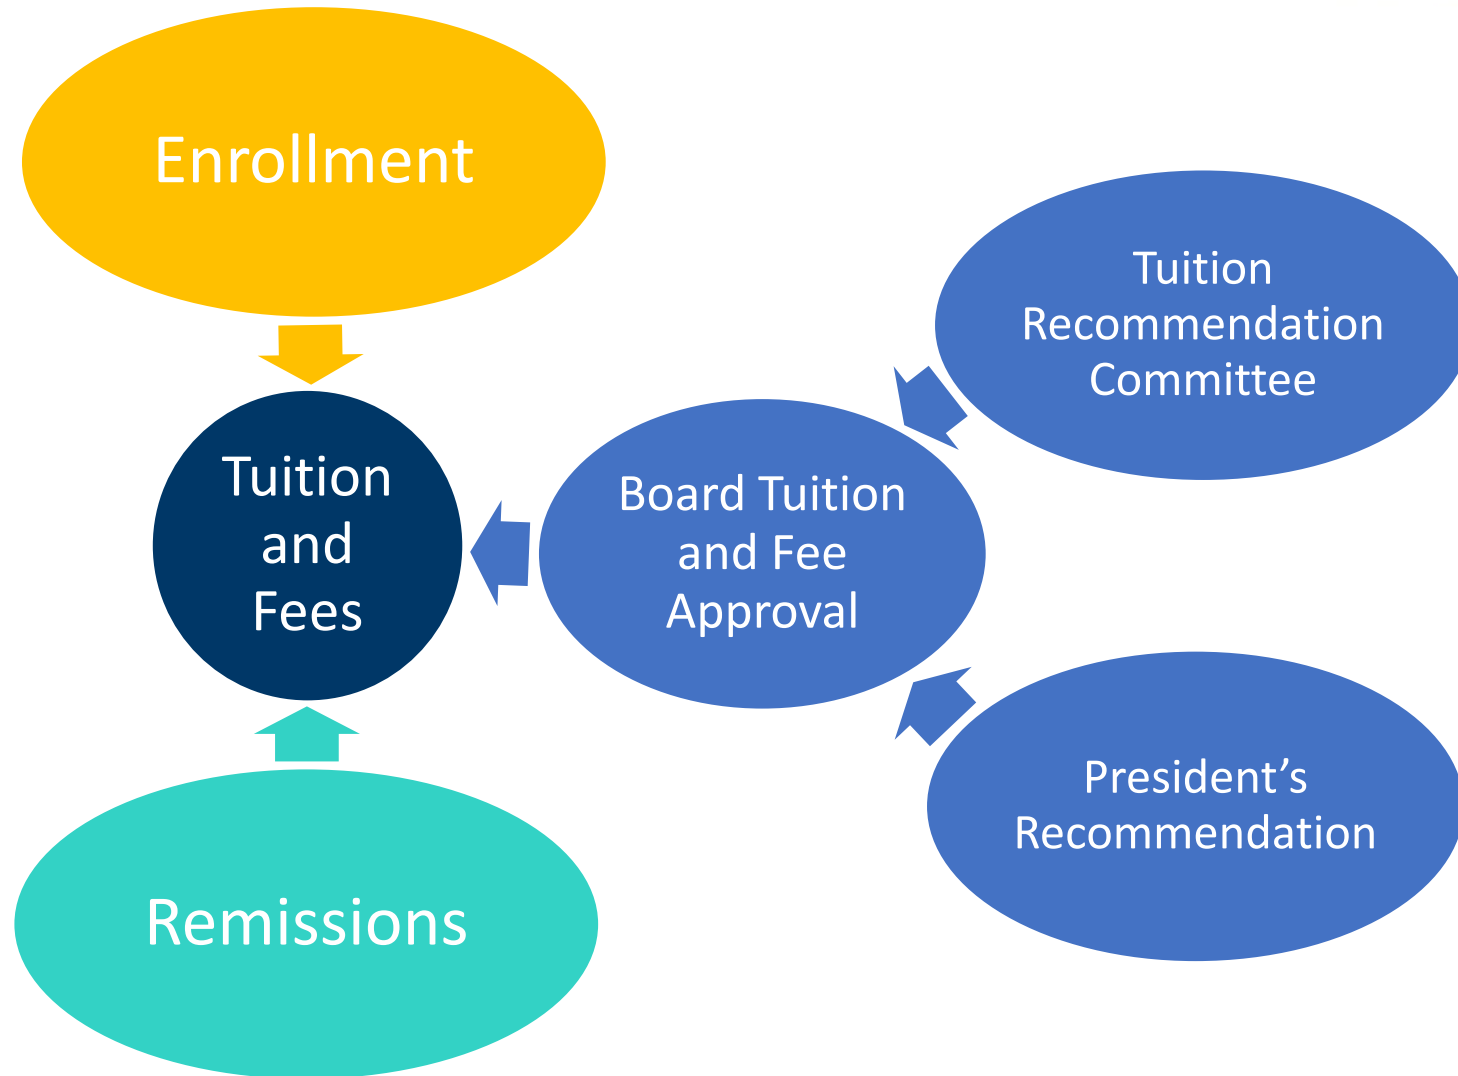 Enrollment
Tuition
and
Fees
Remissions
Board Tuition
and Fee
Approval
Tuition
Recommendation
Committee
President’s
Recommendation